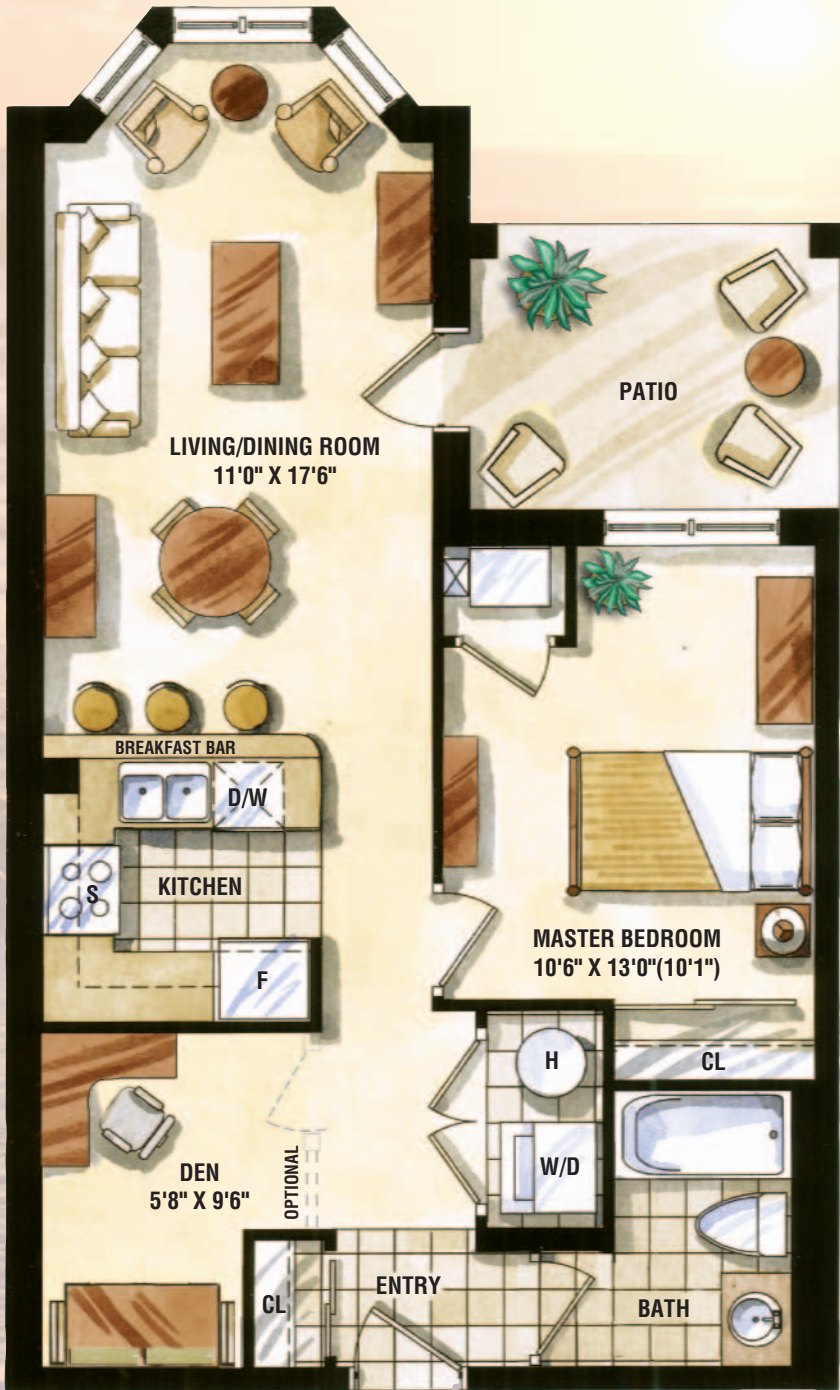 PATIO
LIVING/DINING ROOM
11'0" X 17'6"
BREAKFAST BAR
D/W
S
KITCHEN
F
MASTER BEDROOM
10'6" X 13'0"(10'1")
H
CL
W/D
DEN
5'8" X 9'6"
OPTIONAL
CL
ENTRY
BATH